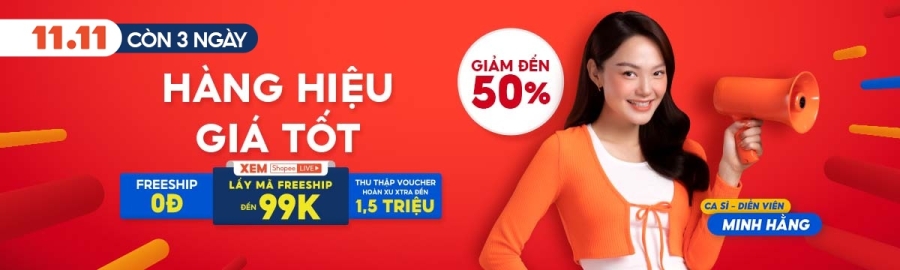 11.11 CÒN 3 NGÀY
HÀNG HIỆU
GIÁ TỐT
GIẢM ĐẾN
50%
FREESHIP
0Đ
XEM Shopee LIVE
LẤY MÃ FREESHIP
ĐẾN 99K
THU THẬP VOUCHER
HOÀN XU XTRA ĐẾN
1,5 TRIỆU
CA SĨ - DIỄN VIÊN
MINH HẰNG